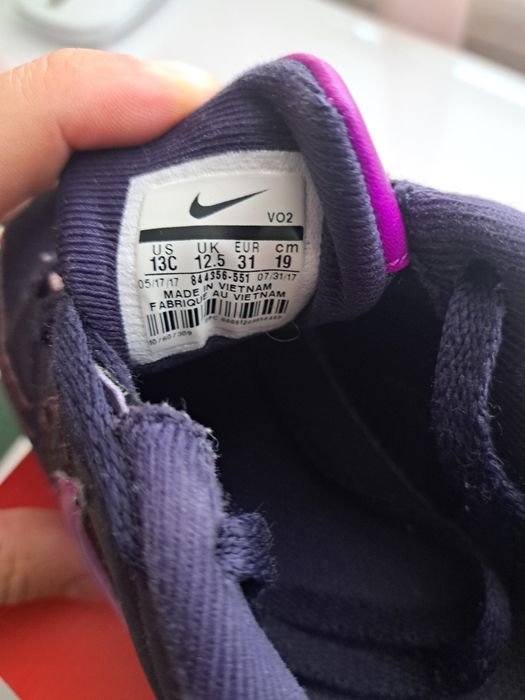 VO2
US UK EUR cm
13C 12.5 31 19
05/17/17 844356-551 07/31/17
MADE IN VIETNAM
FABRIQUE AU VIETNAM